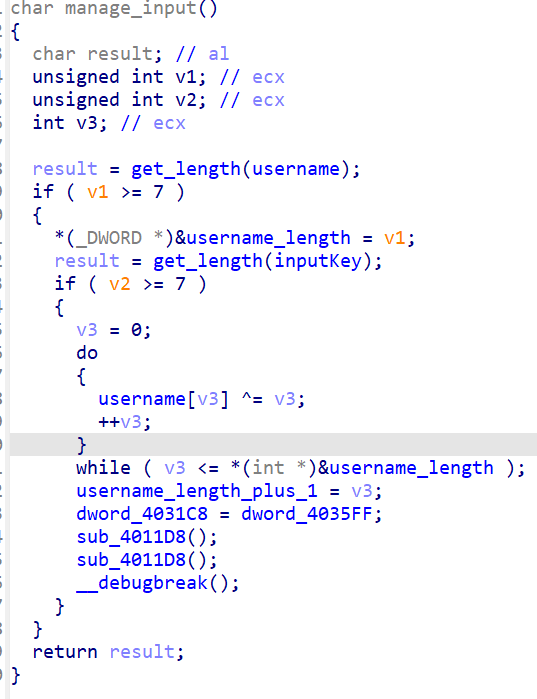 char manage_input()
{
  char result; // al
  unsigned int v1; // ecx
  unsigned int v2; // ecx
  int v3; // ecx

  result = get_length(username);
  if ( v1 >= 7 )
  {
    *(_DWORD *)&username_length = v1;
    result = get_length(inputKey);
    if ( v2 >= 7 )
    {
      v3 = 0;
      do
      {
        username[v3] ^= v3;
        ++v3;
      }
      while ( v3 <= *(int *)&username_length );
      username_length_plus_1 = v3;
      dword_4031C8 = dword_4035FF;
      sub_4011D8();
      sub_4011D8();
      __debugbreak();
    }
  }
  return result;
}